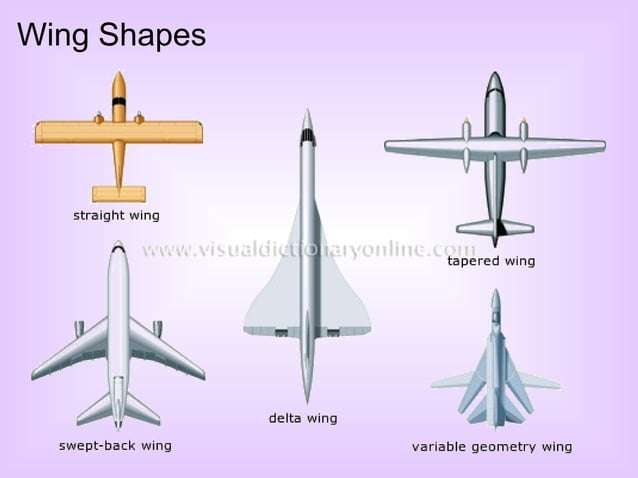 Wing Shapes
straight wing
www.visualdictionaryonline.com
tapered wing
delta wing
swept-back wing
variable geometry wing